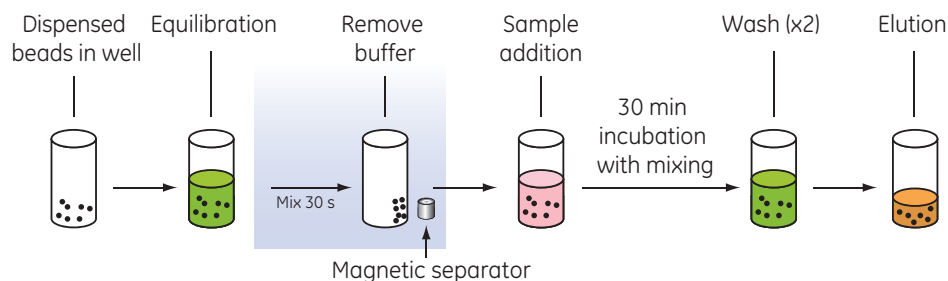 Dispensed
beads in well
Equilibration
Remove
buffer
Sample
addition
Wash (x2)
Elution
Mix 30 s
30 min
incubation
with mixing
Magnetic separator